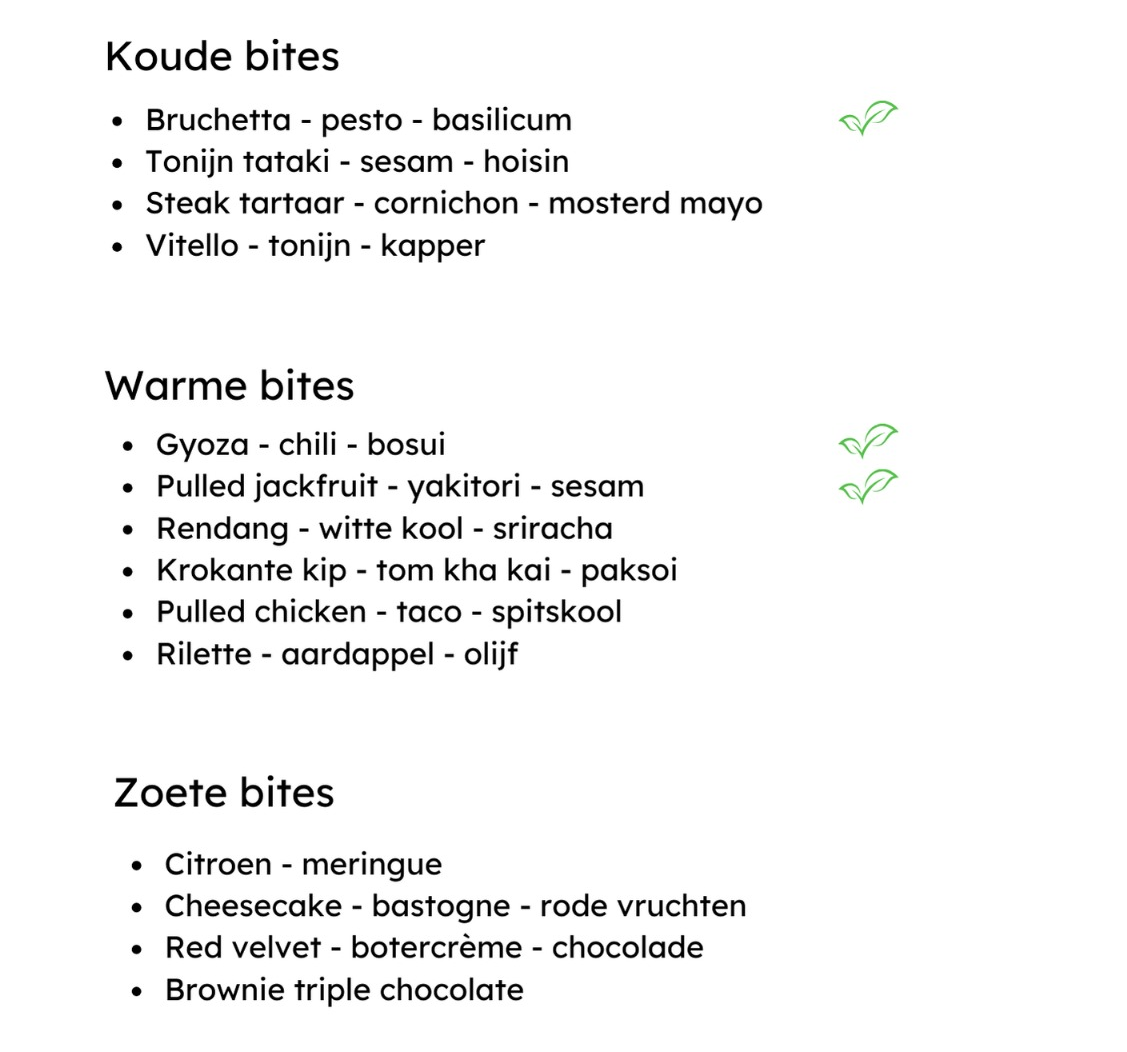 Koude bites
• Bruchetta - pesto - basilicum
• Tonijn tataki - sesam - hoisin
• Steak tartaar - cornichon - mosterd mayo
• Vitello - tonijn - kapper
Warme bites
• Gyoza - chili - bosui
• Pulled jackfruit - yakitori - sesam
• Rendang - witte kool - sriracha
• Krokante kip - tom kha kai - paksoi
• Pulled chicken - taco - spitskool
• Rilette - aardappel - olijf
Zoete bites
• Citroen - meringue
• Cheesecake - bastogne - rode vruchten
• Red velvet - botercrème - chocolade
• Brownie triple chocolate